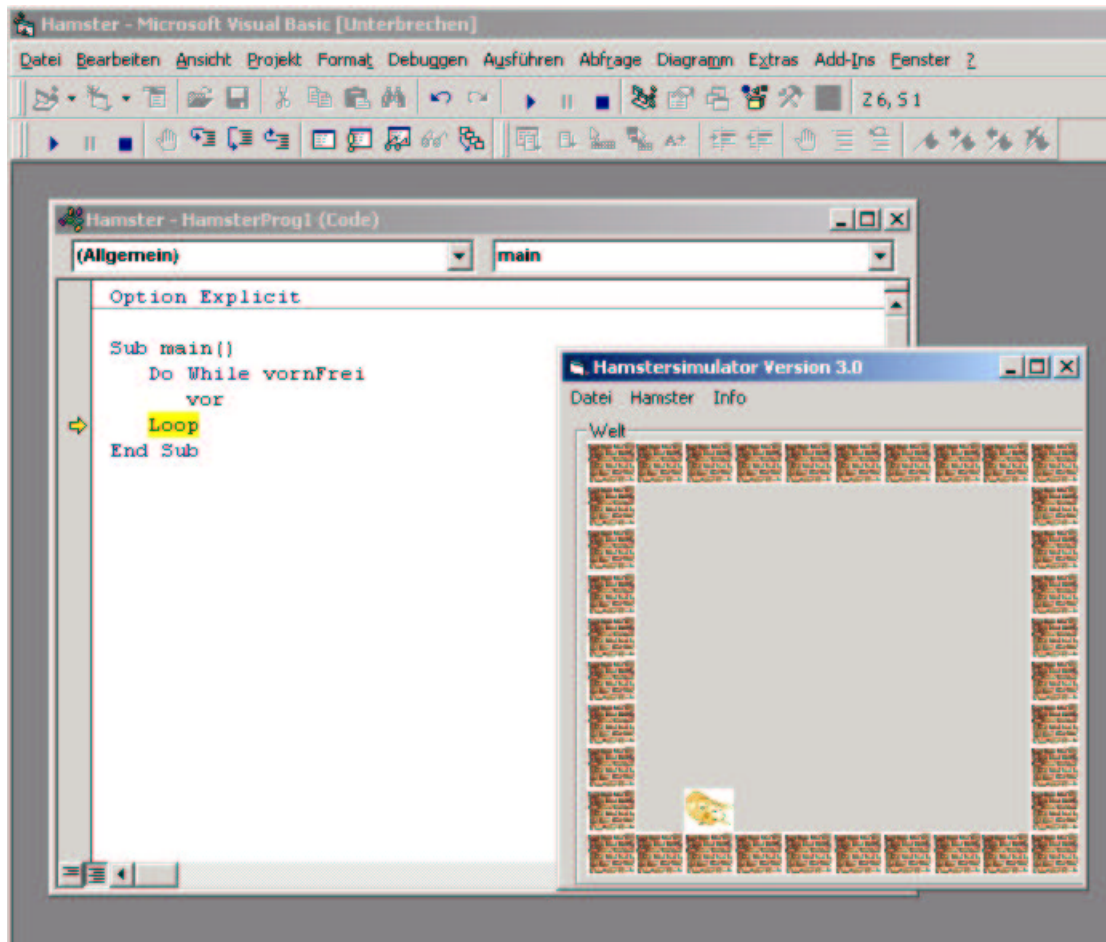 Hamster - Microsoft Visual Basic [Unterbrechen]
Datei Bearbeiten Ansicht Projekt Format Debuggen Ausführen Abfrage Diagramm Extras Add-Ins Fenster ?
Z 6, S 1
Hamster - HamsterProg1 (Code)
(Allgemein) main
Option Explicit
Sub main()
Do While vornFrei
vor
Loop
End Sub
Hamstersimulator Version 3.0
Datei Hamster Info
Welt